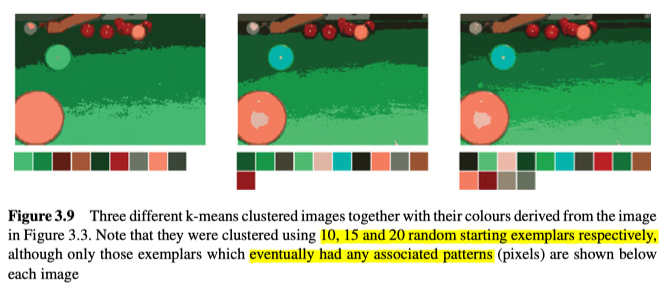 Figure 3.9 Three different k-means clustered images together with their colours derived from the image
in Figure 3.3. Note that they were clustered using 10, 15 and 20 random starting exemplars respectively,
although only those exemplars which eventually had any associated patterns (pixels) are shown below
each image